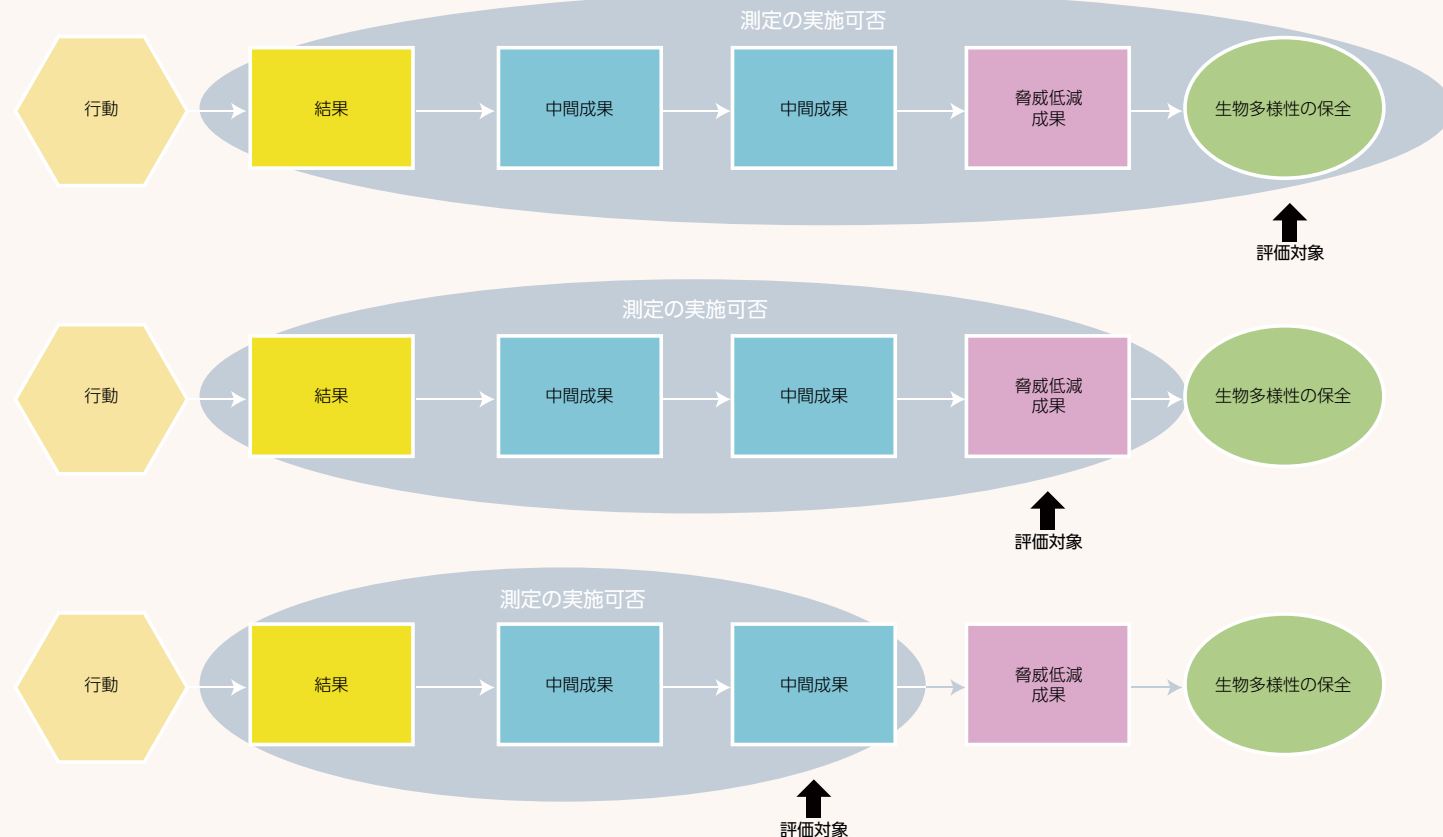 測定の実施可否
行動
結果
中間成果
中間成果
脅威低減
成果
生物多様性の保全
評価対象
測定の実施可否
行動
結果
中間成果
中間成果
脅威低減
成果
生物多様性の保全
評価対象
測定の実施可否
行動
結果
中間成果
中間成果
脅威低減
成果
生物多様性の保全
評価対象